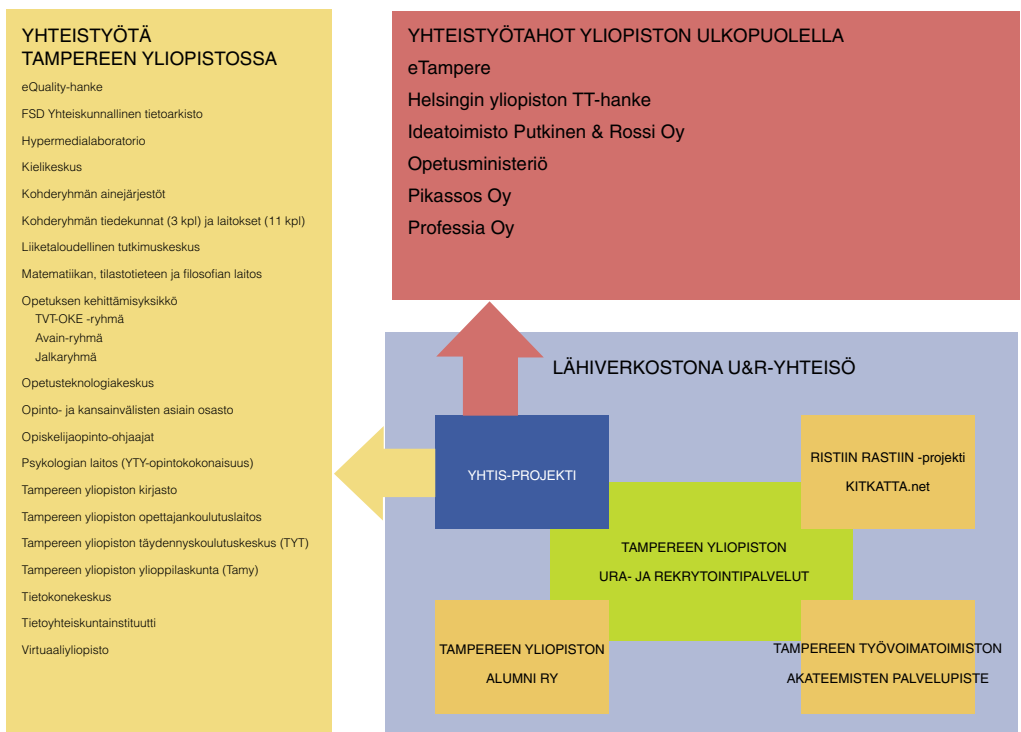 YHTEISTYÖTÄ
TAMPEREEN YLIOPISTOSSA
eQuality-hanke
FSD Yhteiskunnallinen tietoarkisto
Hypermedialaboratorio
Kielikeskus
Kohderyhmän ainejärjestöt
Kohderyhmän tiedekunnat (3 kpl) ja laitokset (11 kpl)
Liiketaloudellinen tutkimuskeskus
Matematiikan, tilastotieteen ja filosofian laitos
Opetuksen kehittämisyksikkö
TVT-OKE -ryhmä
Avain-ryhmä
Jalkaryhmä
Opetusteknologiakeskus
Opinto- ja kansainvälisten asiain osasto
Opiskelijaopinto-ohjaajat
Psykologian laitos (YTY-opintokokonaisuus)
Tampereen yliopiston kirjasto
Tampereen yliopiston opettajankoulutuslaitos
Tampereen yliopiston täydennyskoulutuskeskus (TYT)
Tampereen yliopiston ylioppilaskunta (Tamy)
Tietokonekeskus
Tietoyhteiskuntainstituutti
Virtuaaliyliopisto
YHTEISTYÖTAHOT YLIOPISTON ULKOPUOLELLA
eTampere
Helsingin yliopiston TT-hanke
Ideatoimisto Putkinen & Rossi Oy
Opetusministeriö
Pikassos Oy
Professia Oy
LÄHIVERKOSTONA U&R-YHTEISÖ
YHTIS-PROJEKTI
RISTIIN RASTIIN -projekti
KITKATTA.net
TAMPEREEN YLIOPISTON
URA- JA REKRYTOINTIPALVELUT
TAMPEREEN YLIOPISTON
ALUMNI RY
TAMPEREEN TYÖVOIMATOIMISTON
AKATEEMISTEN PALVELUPISTE